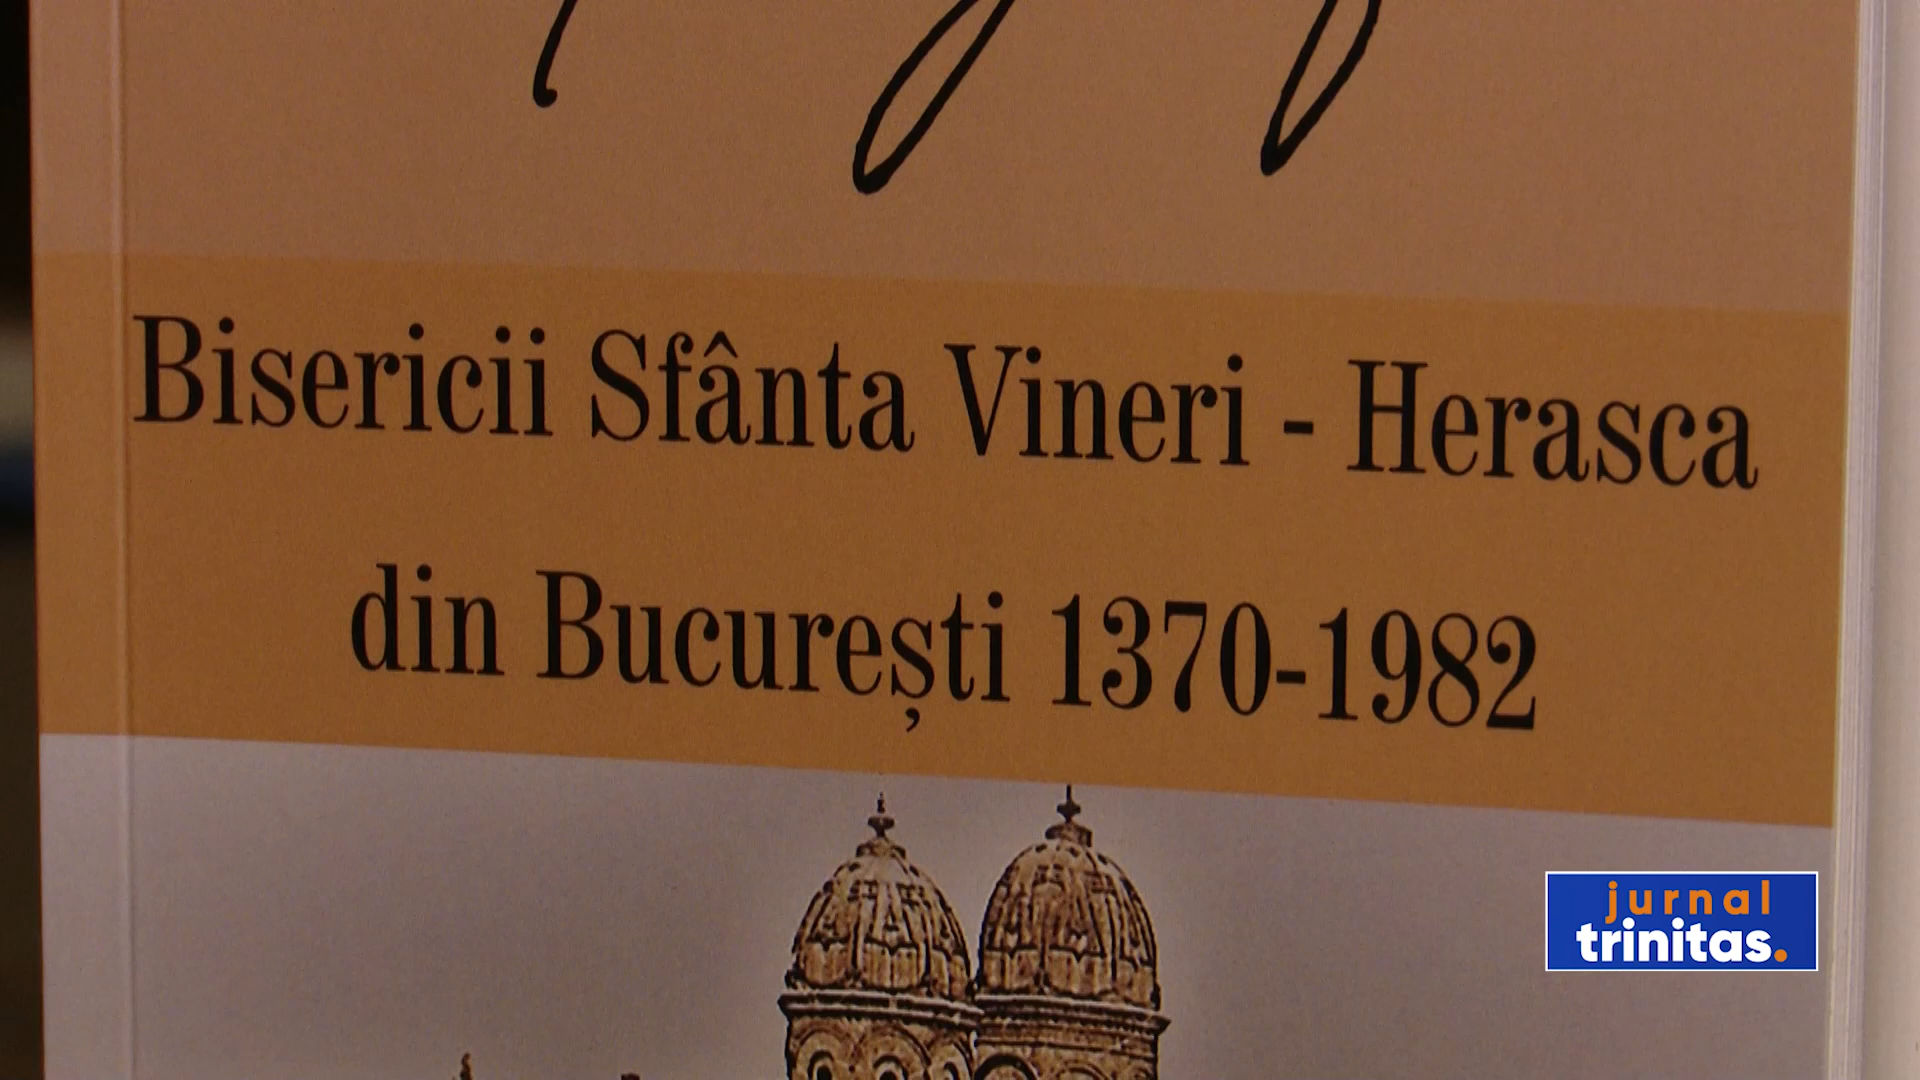 Bisericii Sfânta Vineri - Herasca
din București 1370-1982
jurnal
trinitas.